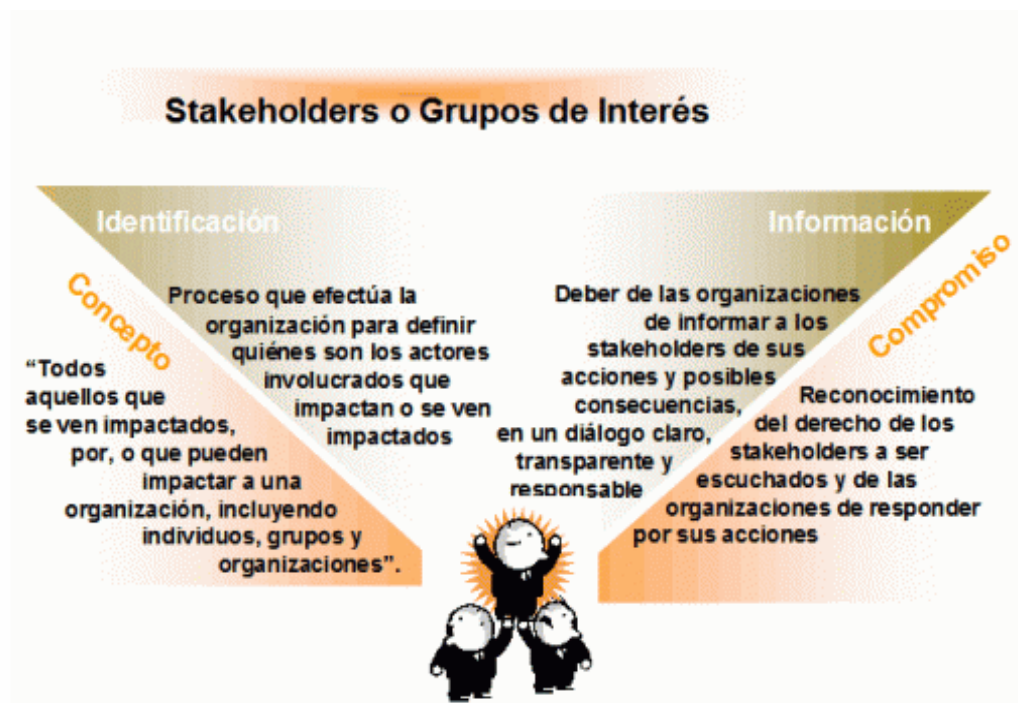 Stakeholders o Grupos de Interés
Identificación
Proceso que efectúa la
organización para definir
quiénes son los actores
involucrados que
impactan o se ven
impactados
Concepto
“Todos
aquellos que
se ven impactados,
por, o que pueden
impactar a una
organización, incluyendo
individuos, grupos y
organizaciones”.
Información
Deber de las organizaciones
de informar a los
stakeholders de sus
acciones y posibles
consecuencias,
en un diálogo claro,
transparente y
responsable
Compromiso
Reconocimiento
del derecho de los
stakeholders a ser
escuchados y de las
organizaciones de responder
por sus acciones